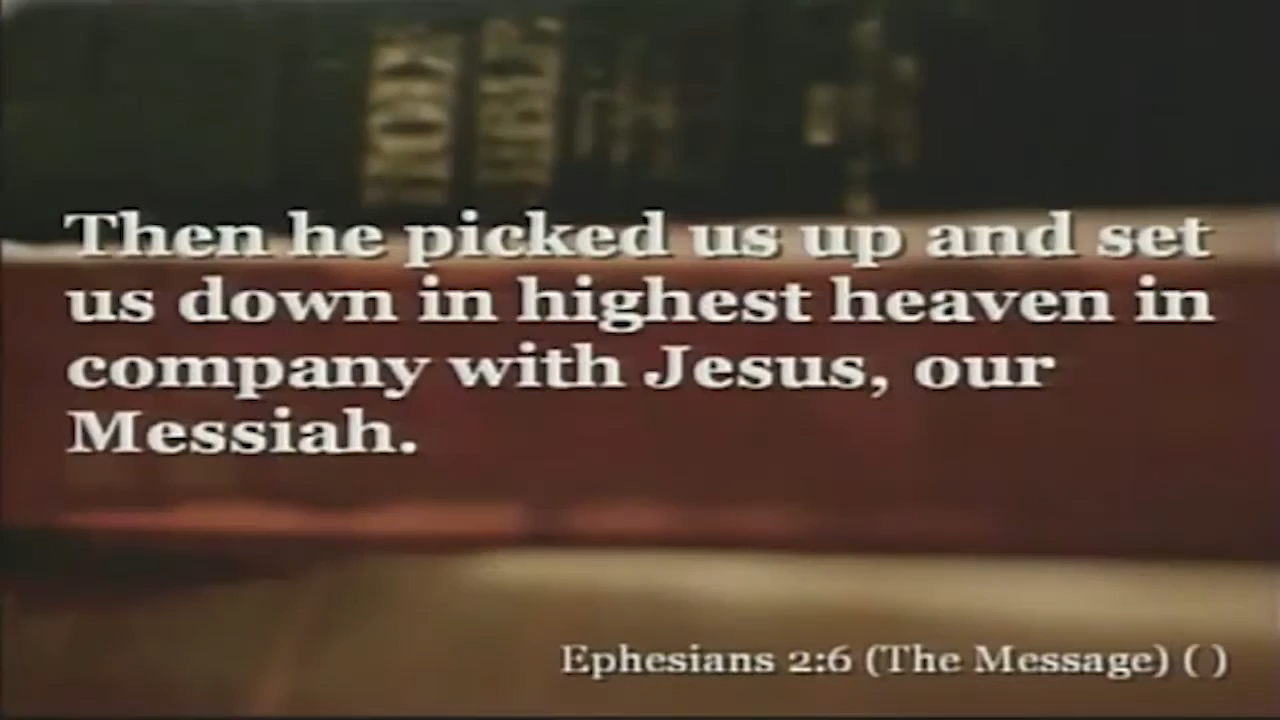 Then he picked us up and set
us down in highest heaven in
company with Jesus, our
Messiah.
Ephesians 2:6 (The Message) ( )